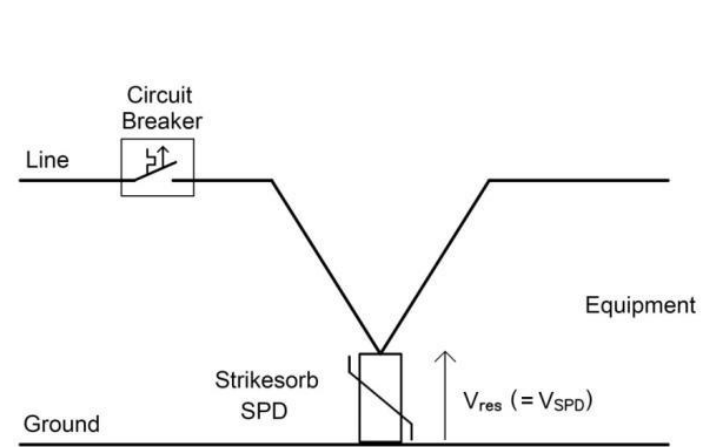 Circuit
Breaker
Line
Equipment
Strikesorb
SPD
Vres (= VSPD)
Ground